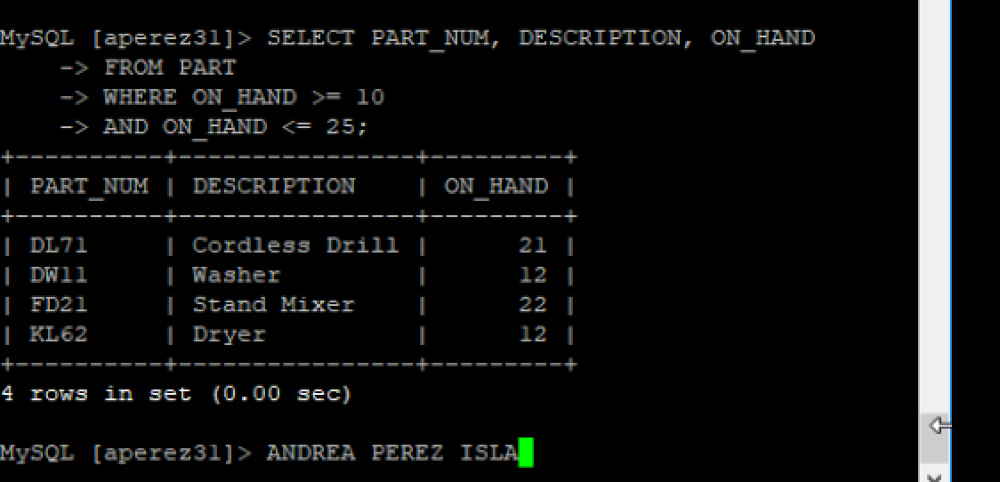 MySQL [aperez31]> SELECT PART_NUM, DESCRIPTION, ON_HAND
    -> FROM PART
    -> WHERE ON_HAND >= 10
    -> AND ON_HAND <= 25;
+----------+----------------+---------+
| PART_NUM | DESCRIPTION    | ON_HAND |
+----------+----------------+---------+
| DL71     | Cordless Drill |      21 |
| DW11     | Washer         |      12 |
| FD21     | Stand Mixer    |      22 |
| KL62     | Dryer          |      12 |
+----------+----------------+---------+
4 rows in set (0.00 sec)

MySQL [aperez31]> ANDREA PEREZ ISLA